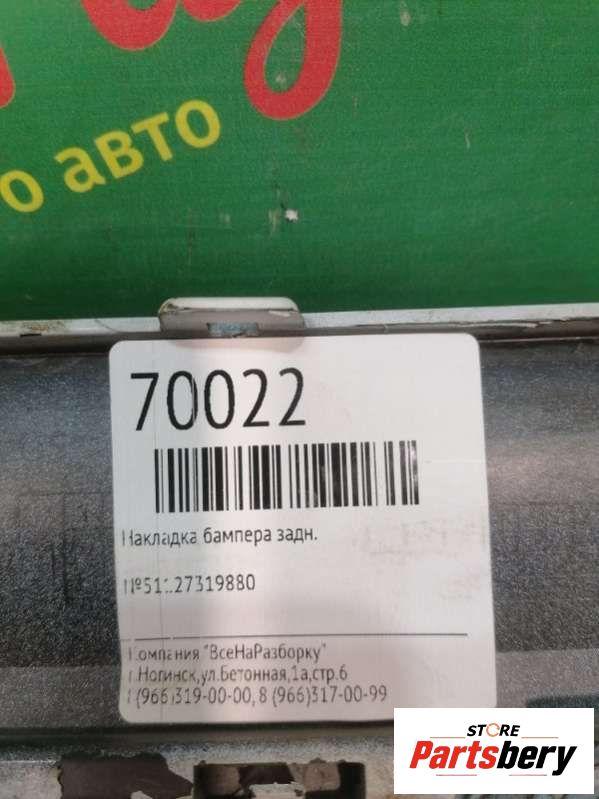 о авто
70022
Накладка бампера задн.
№51127319880
Компания "ВсеНаРазборку"
г.Ногинск,ул.Бетонная,1а,стр.6
8 (966)319-00-00, 8 (966)317-00-99
STORE
Partsbery